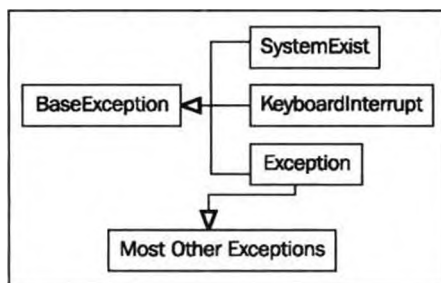 SystemExist
BaseException
KeyboardInterrupt
Exception
Most Other Exceptions